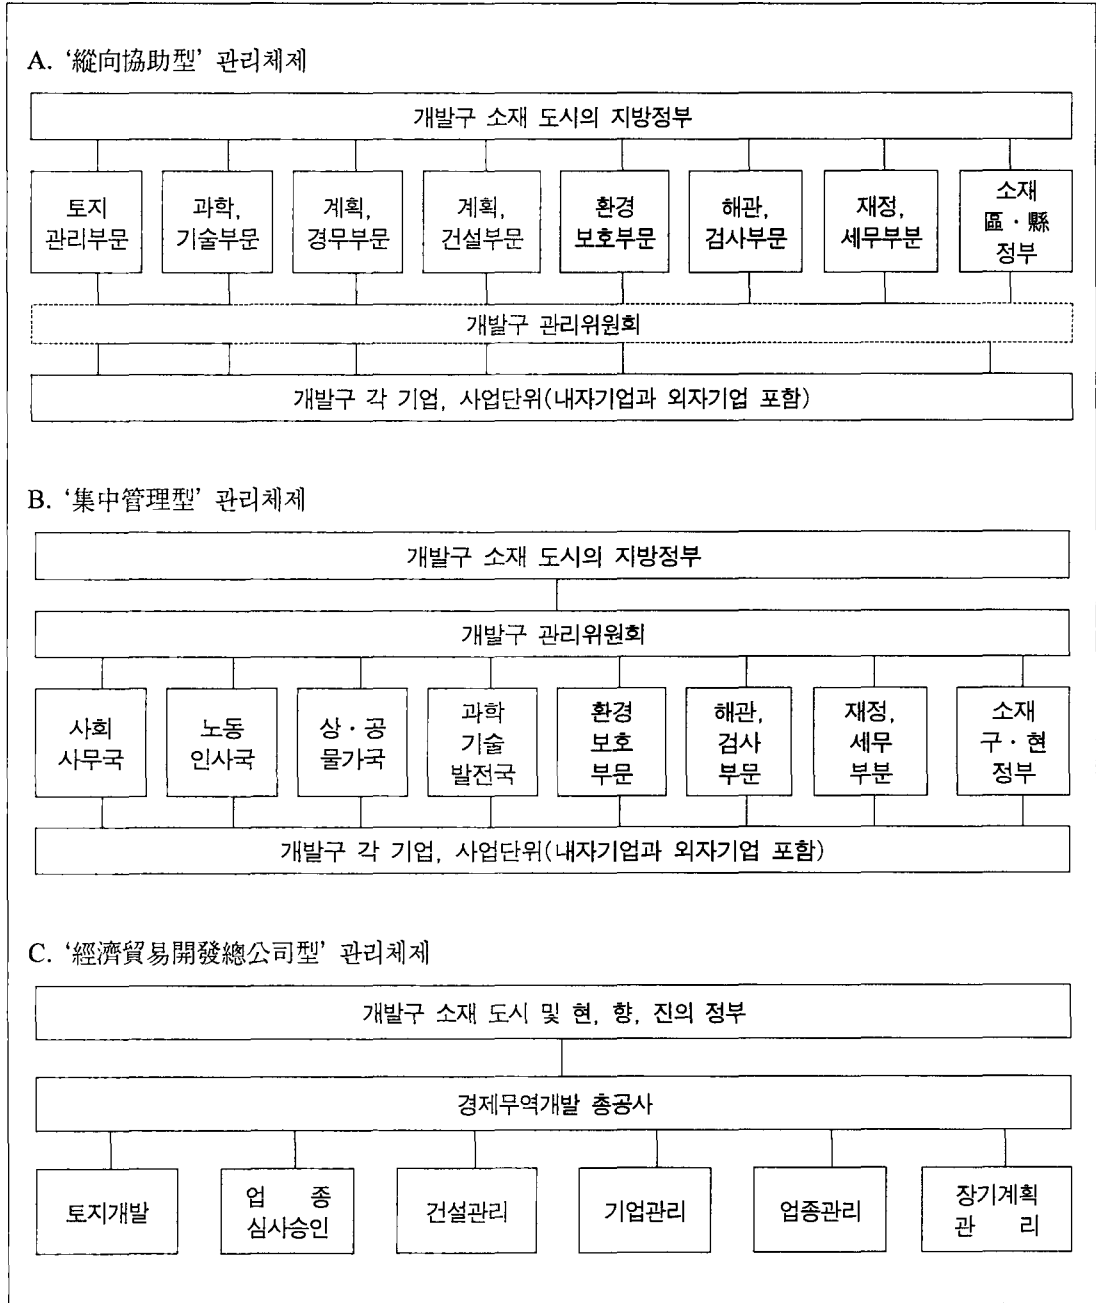 A. ‘縱向協助型’ 관리체제
개발구 소재 도시의 지방정부
토지
관리부문
과학,
기술부문
계획,
경무부문
계획,
건설부문
환경
보호부문
해관,
검사부문
재정,
세무부분
소재
區·縣
정부
개발구 관리위원회
개발구 각 기업, 사업단위(내자기업과 외자기업 포함)
B. ‘集中管理型’ 관리체제
개발구 소재 도시의 지방정부
개발구 관리위원회
사회
사무국
노동
인사국
상·공
물가국
과학
기술
발전국
환경
보호
부문
해관,
검사
부문
재정,
세무
부분
소재
구·현
정부
개발구 각 기업, 사업단위(내자기업과 외자기업 포함)
C. ‘經濟貿易開發總公司型’ 관리체제
개발구 소재 도시 및 현, 향, 진의 정부
경제무역개발 총공사
토지개발
업 종
심사승인
건설관리
기업관리
업종관리
장기계획
관 리